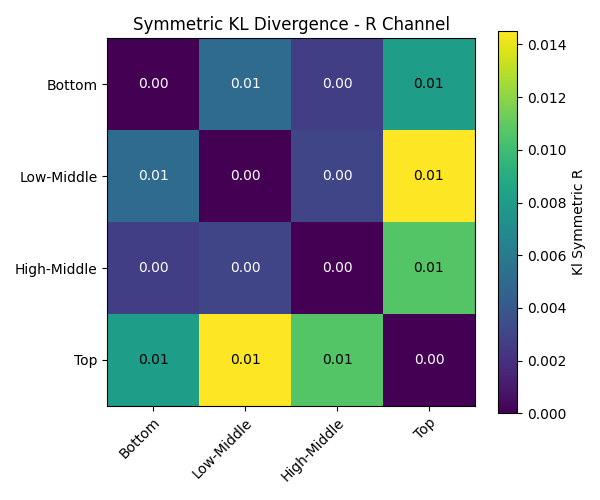 Symmetric KL Divergence - R Channel
Bottom 0.00 0.01 0.00 0.01
Low-Middle 0.01 0.00 0.00 0.01
High-Middle 0.00 0.00 0.00 0.01
Top 0.01 0.01 0.01 0.00
Bottom Low-Middle High-Middle Top
0.014
0.012
0.010
0.008
0.006
0.004
0.002
0.000
Kl Symmetric R